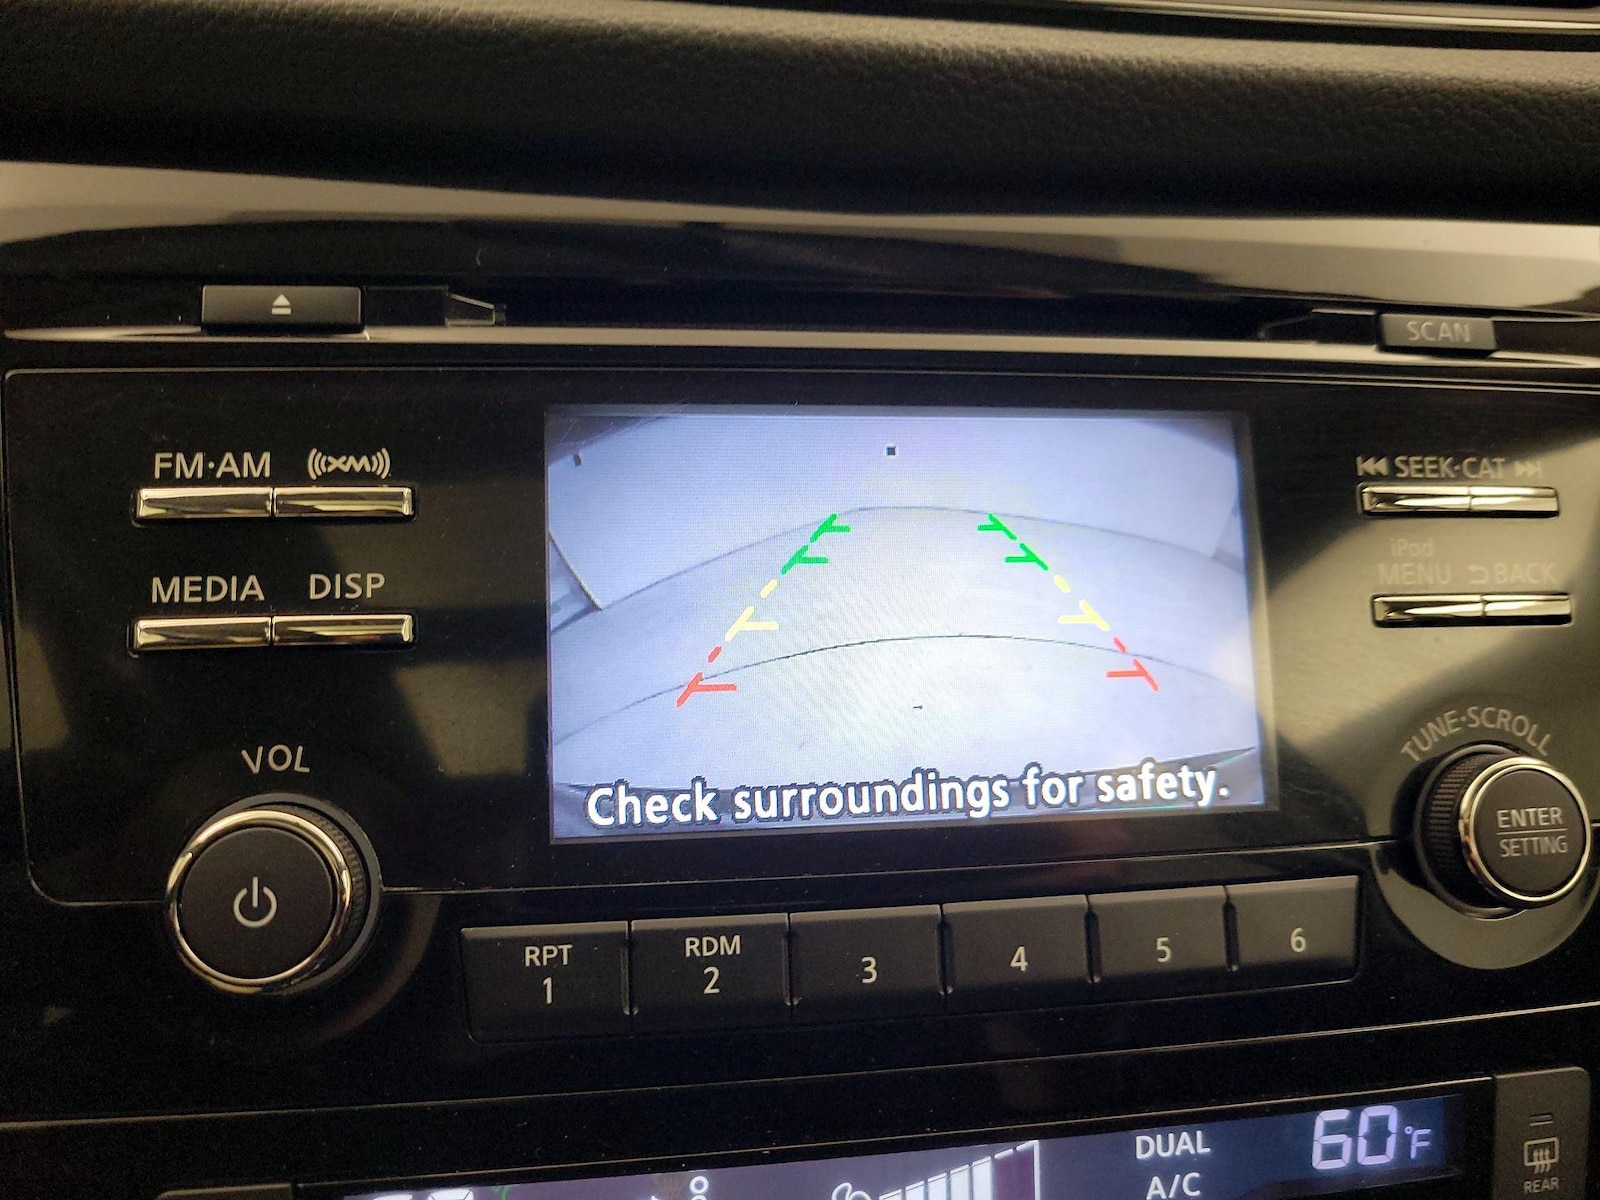 SCAN
FM·AM
XM
SEEK·CAT
iPod
MENU
BACK
MEDIA
DISP
VOL
TUNE·SCROLL
ENTER
SETTING
Check surroundings for safety.
RPT
1
RDM
2
3
4
5
6
DUAL
A/C
60°F
REAR